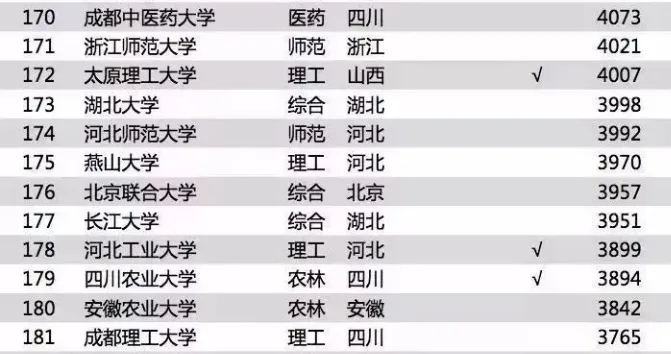 170 成都中医药大学 医药 四川 4073
171 浙江师范大学 师范 浙江 4021
172 太原理工大学 理工 山西 √ 4007
173 湖北大学 综合 湖北 3998
174 河北师范大学 师范 河北 3992
175 燕山大学 理工 河北 3970
176 北京联合大学 综合 北京 3957
177 长江大学 综合 湖北 3951
178 河北工业大学 理工 河北 √ 3899
179 四川农业大学 农林 四川 √ 3894
180 安徽农业大学 农林 安徽 3842
181 成都理工大学 理工 四川 3765